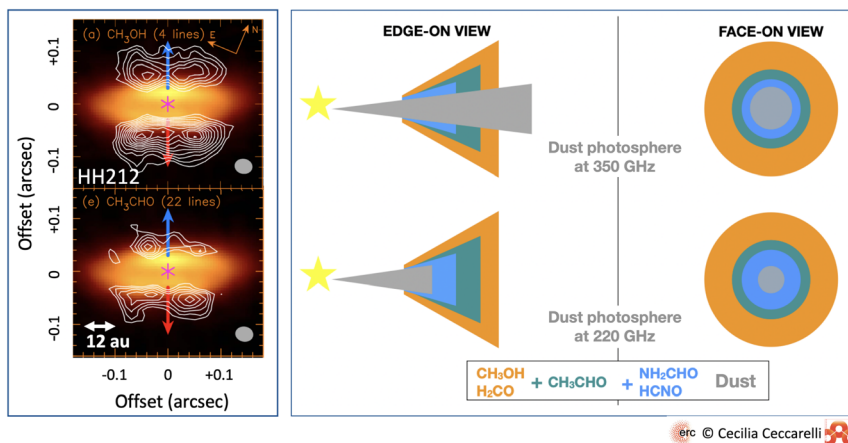 (a) CH₃OH (4 lines)
E
N
+0.1
0
-0.1
HH212
(e) CH₃CHO (22 lines)
+0.1
0
-0.1
12 au
-0.1 0 +0.1
Offset (arcsec)
Offset (arcsec)
Offset (arcsec)
EDGE-ON VIEW
FACE-ON VIEW
Dust photosphere
at 350 GHz
Dust photosphere
at 220 GHz
CH₃OH
H₂CO
+ CH₃CHO +
NH₂CHO
HCNO
Dust
erc © Cecilia Ceccarelli